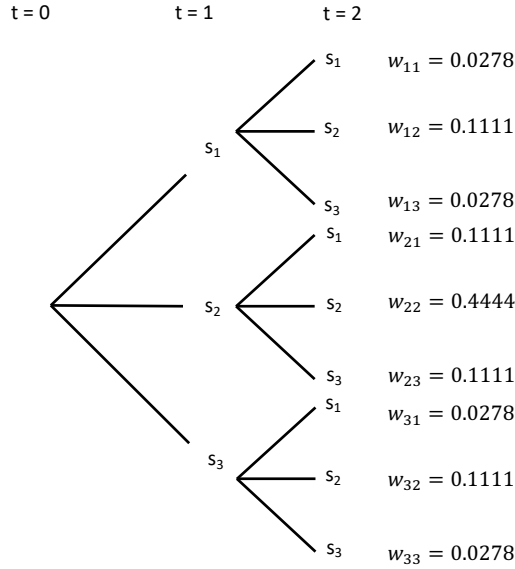 t = 0 t = 1 t = 2
s₁ w₁₁ = 0.0278
s₂ w₁₂ = 0.1111
s₁
s₃ w₁₃ = 0.0278
s₁ w₂₁ = 0.1111
s₂ s₂ w₂₂ = 0.4444
s₃ w₂₃ = 0.1111
s₁ w₃₁ = 0.0278
s₃
s₂ w₃₂ = 0.1111
s₃ w₃₃ = 0.0278